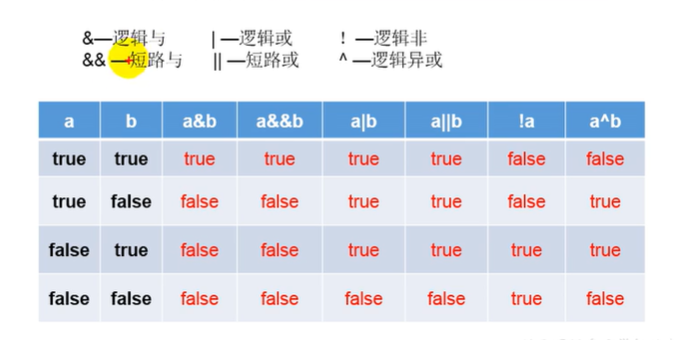 &—逻辑与 |—逻辑或 ！—逻辑非
&&—短路与 ||—短路或 ^—逻辑异或
a b a&b a&&b a|b a||b !a a^b
true true true true true true false false
true false false false true true false true
false true false false true true true true
false false false false false false true false